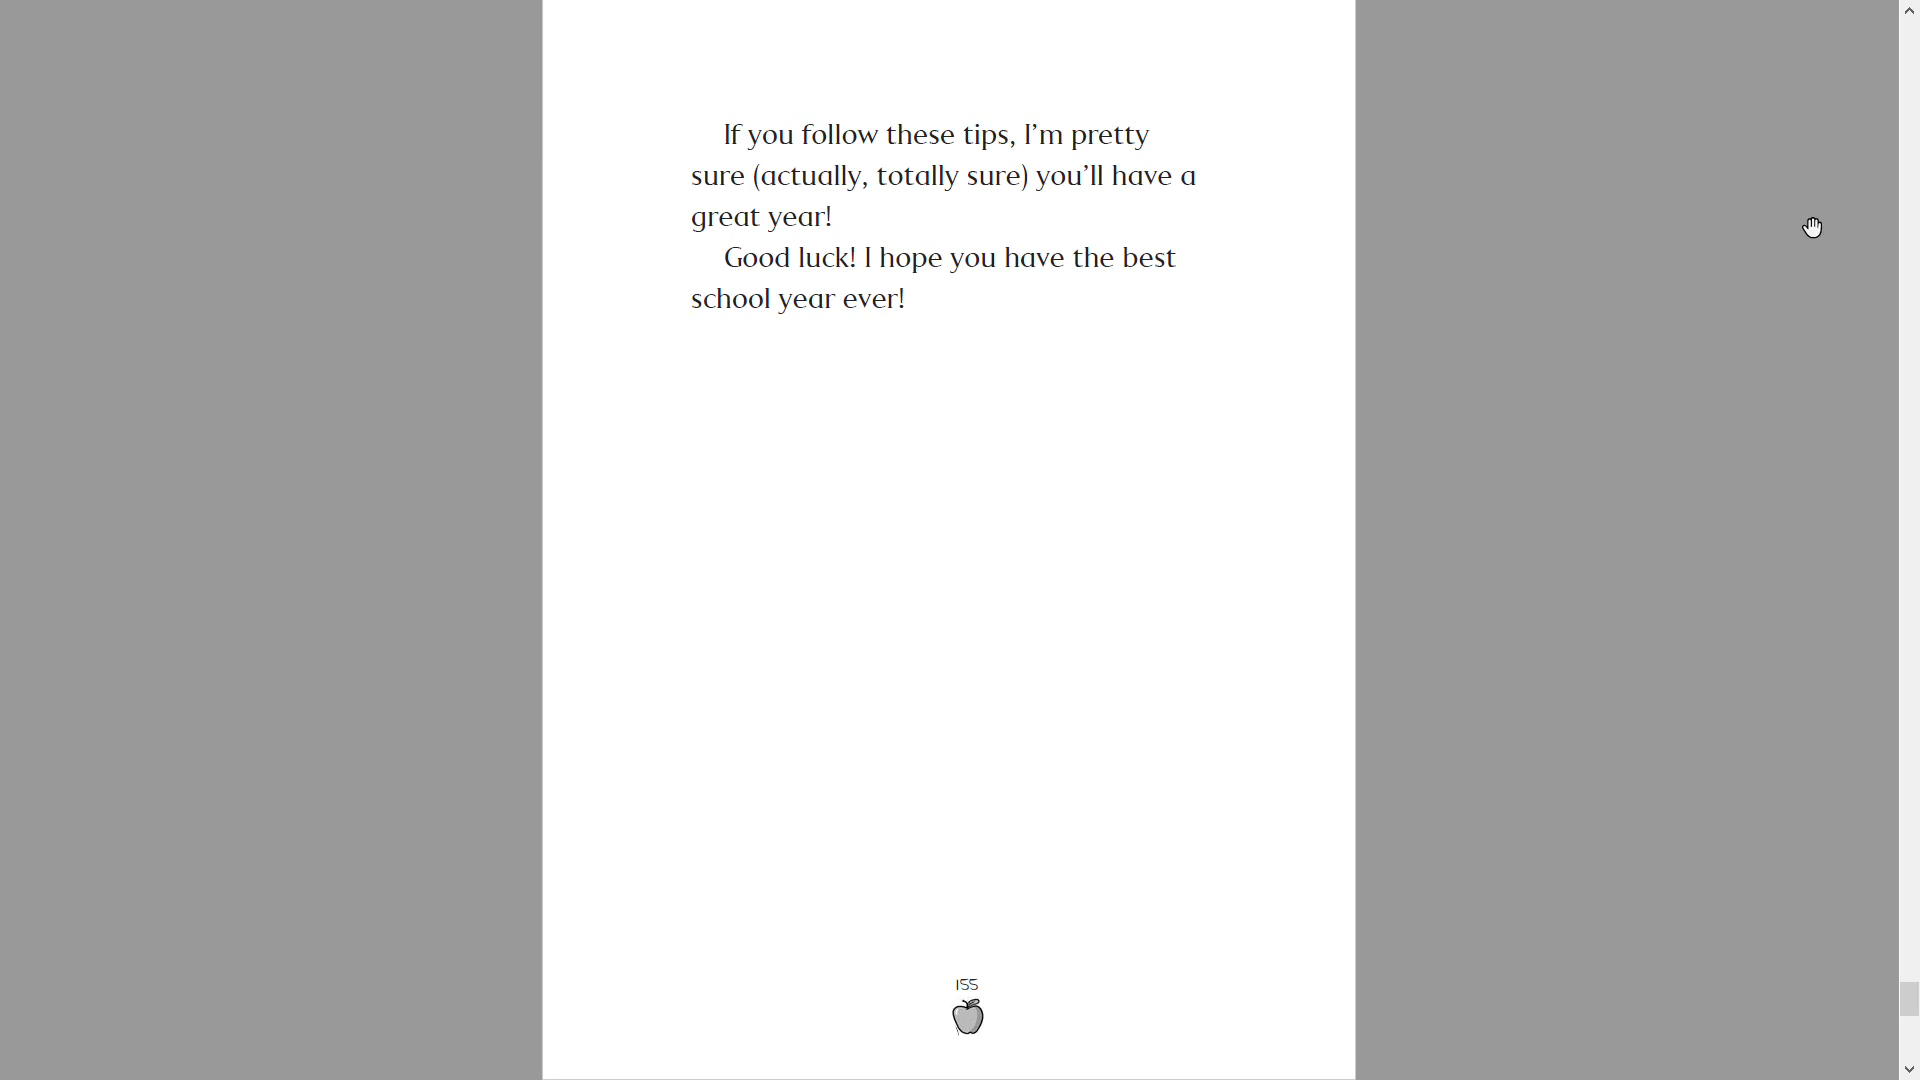 If you follow these tips, I’m pretty
sure (actually, totally sure) you’ll have a
great year!
Good luck! I hope you have the best
school year ever!
155